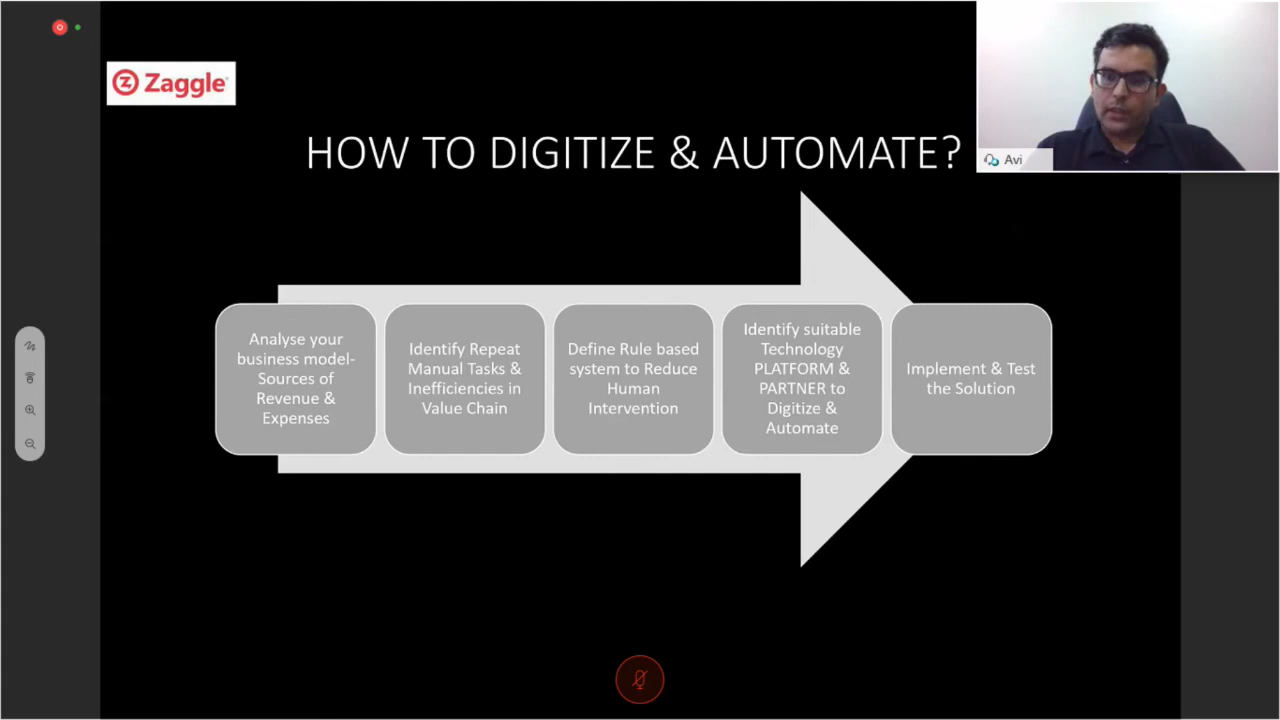 Zaggle
HOW TO DIGITIZE & AUTOMATE?
Avi
Analyse your
business model-
Sources of
Revenue &
Expenses
Identify Repeat
Manual Tasks &
Inefficiencies in
Value Chain
Define Rule based
system to Reduce
Human
Intervention
Identify suitable
Technology
PLATFORM &
PARTNER to
Digitize &
Automate
Implement & Test
the Solution